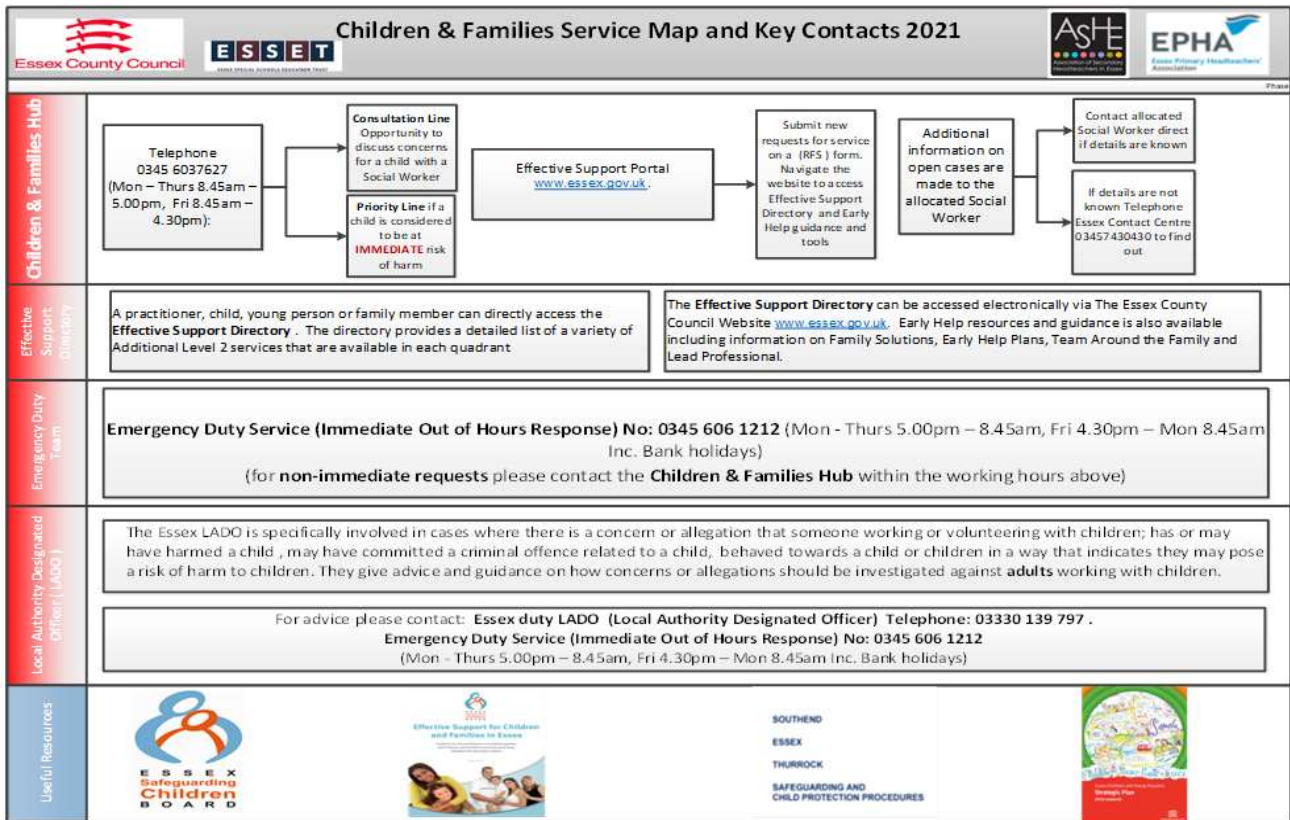 Children & Families Service Map and Key Contacts 2021
Essex County Council
ESSET
ESSEX SPECIAL SCHOOLS EDUCATION TRUST
ASHE
Association of Secondary
Headteachers in Essex
EPHA
Essex Primary Headteachers'
Association
Phase
Children & Families Hub
Telephone
0345 6037627
(Mon – Thurs 8.45am –
5.00pm, Fri 8.45am –
4.30pm):
Consultation Line
Opportunity to
discuss concerns
for a child with a
Social Worker
Priority Line if a
child is considered
to be at
IMMEDIATE risk
of harm
Effective Support Portal
www.essex.gov.uk .
Submit new
requests for service
on a (RFS ) form.
Navigate the
website to access
Effective Support
Directory and Early
Help guidance and
tools
Additional
information on
open cases are
made to the
allocated Social
Worker
Contact allocated
Social Worker direct
if details are known
If details are not
known Telephone
Essex Contact Centre
03457430430 to find
out
Effective
Support
Directory
A practitioner, child, young person or family member can directly access the
Effective Support Directory . The directory provides a detailed list of a variety of
Additional Level 2 services that are available in each quadrant
The Effective Support Directory can be accessed electronically via The Essex County
Council Website www.essex.gov.uk. Early Help resources and guidance is also available
including information on Family Solutions, Early Help Plans, Team Around the Family and
Lead Professional.
Emergency Duty
Team
Emergency Duty Service (Immediate Out of Hours Response) No: 0345 606 1212 (Mon - Thurs 5.00pm – 8.45am, Fri 4.30pm – Mon 8.45am
Inc. Bank holidays)
(for non-immediate requests please contact the Children & Families Hub within the working hours above)
Local Authority Designated
Officer ( LADO )
The Essex LADO is specifically involved in cases where there is a concern or allegation that someone working or volunteering with children; has or may
have harmed a child , may have committed a criminal offence related to a child, behaved towards a child or children in a way that indicates they may pose
a risk of harm to children. They give advice and guidance on how concerns or allegations should be investigated against adults working with children.
For advice please contact: Essex duty LADO (Local Authority Designated Officer) Telephone: 03330 139 797 .
Emergency Duty Service (Immediate Out of Hours Response) No: 0345 606 1212
(Mon - Thurs 5.00pm – 8.45am, Fri 4.30pm – Mon 8.45am Inc. Bank holidays)
Useful Resources
ESSEX
Safeguarding
Children
BOARD
Effective Support for Children
and Families in Essex
SOUTHEND
ESSEX
THURROCK
SAFEGUARDING AND
CHILD PROTECTION PROCEDURES
Strategic Plan